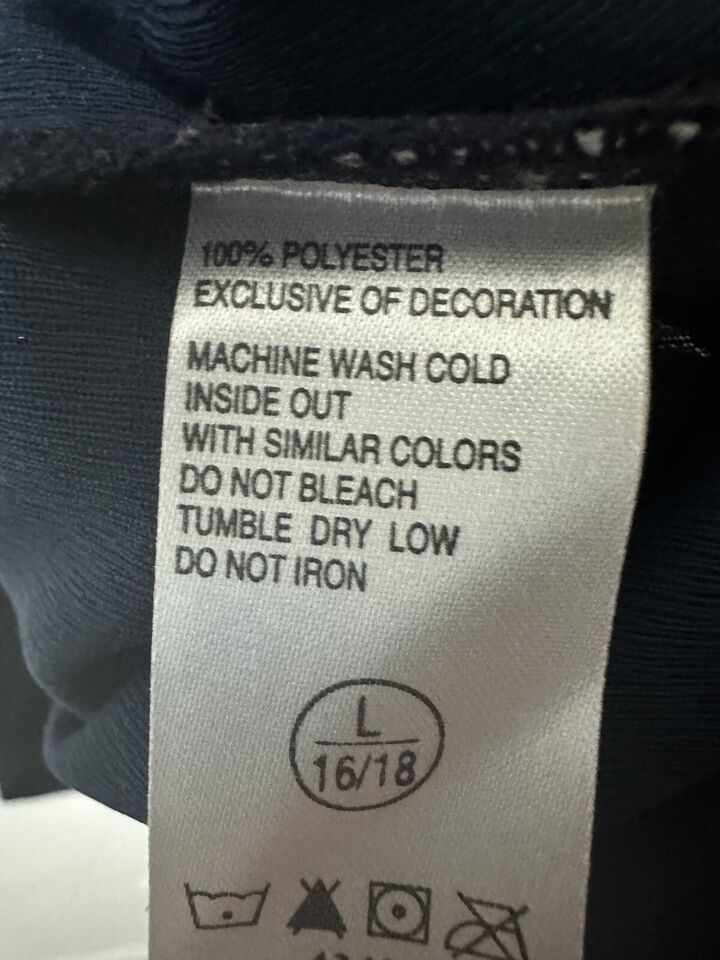 100% POLYESTER
EXCLUSIVE OF DECORATION
MACHINE WASH COLD
INSIDE OUT
WITH SIMILAR COLORS
DO NOT BLEACH
TUMBLE DRY LOW
DO NOT IRON
L
16/18